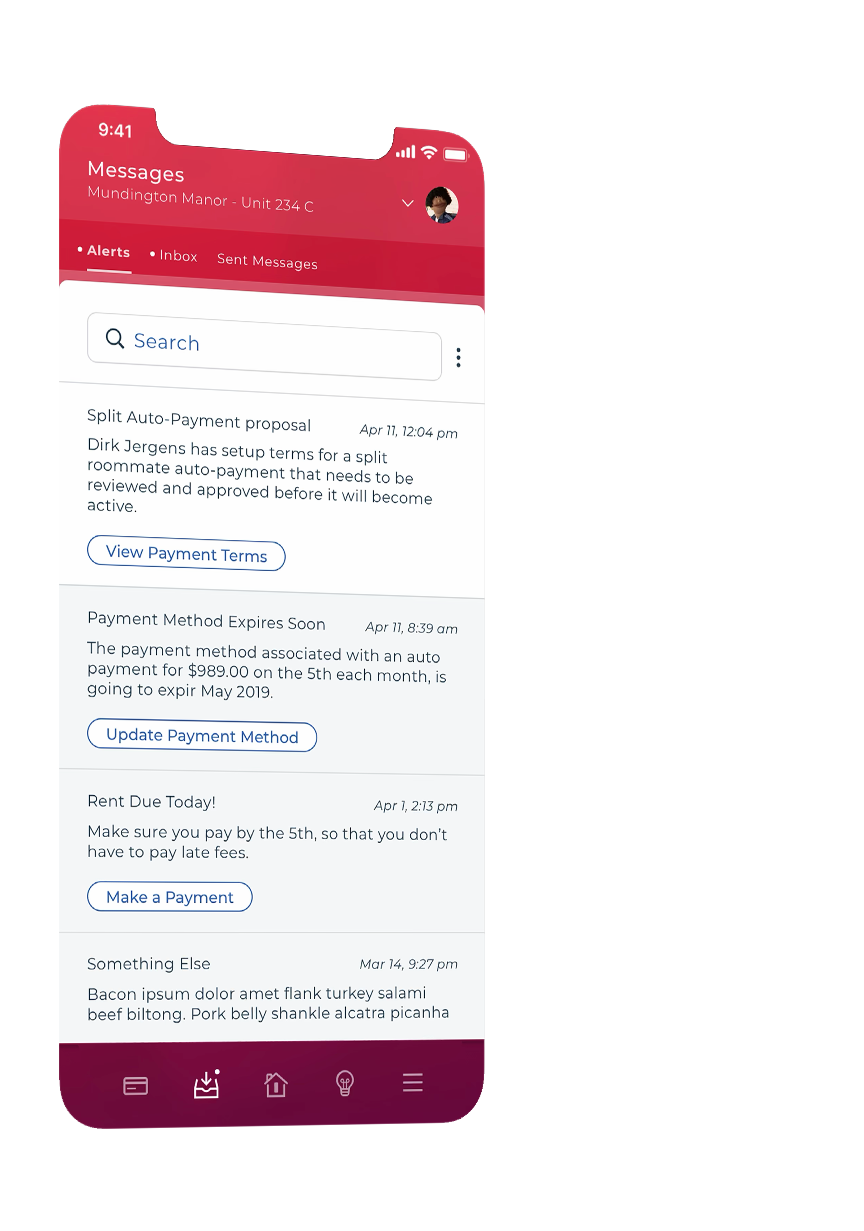 9:41
Messages
Mundington Manor - Unit 234 C
• Alerts • Inbox Sent Messages
Search
Split Auto-Payment proposal Apr 11, 12:04 pm
Dirk Jergens has setup terms for a split
roommate auto-payment that needs to be
reviewed and approved before it will become
active.
View Payment Terms
Payment Method Expires Soon Apr 11, 8:39 am
The payment method associated with an auto
payment for $989.00 on the 5th each month, is
going to expir May 2019.
Update Payment Method
Rent Due Today! Apr 1, 2:13 pm
Make sure you pay by the 5th, so that you don't
have to pay late fees.
Make a Payment
Something Else Mar 14, 9:27 pm
Bacon ipsum dolor amet flank turkey salami
beef biltong. Pork belly shankle alcatra picanha